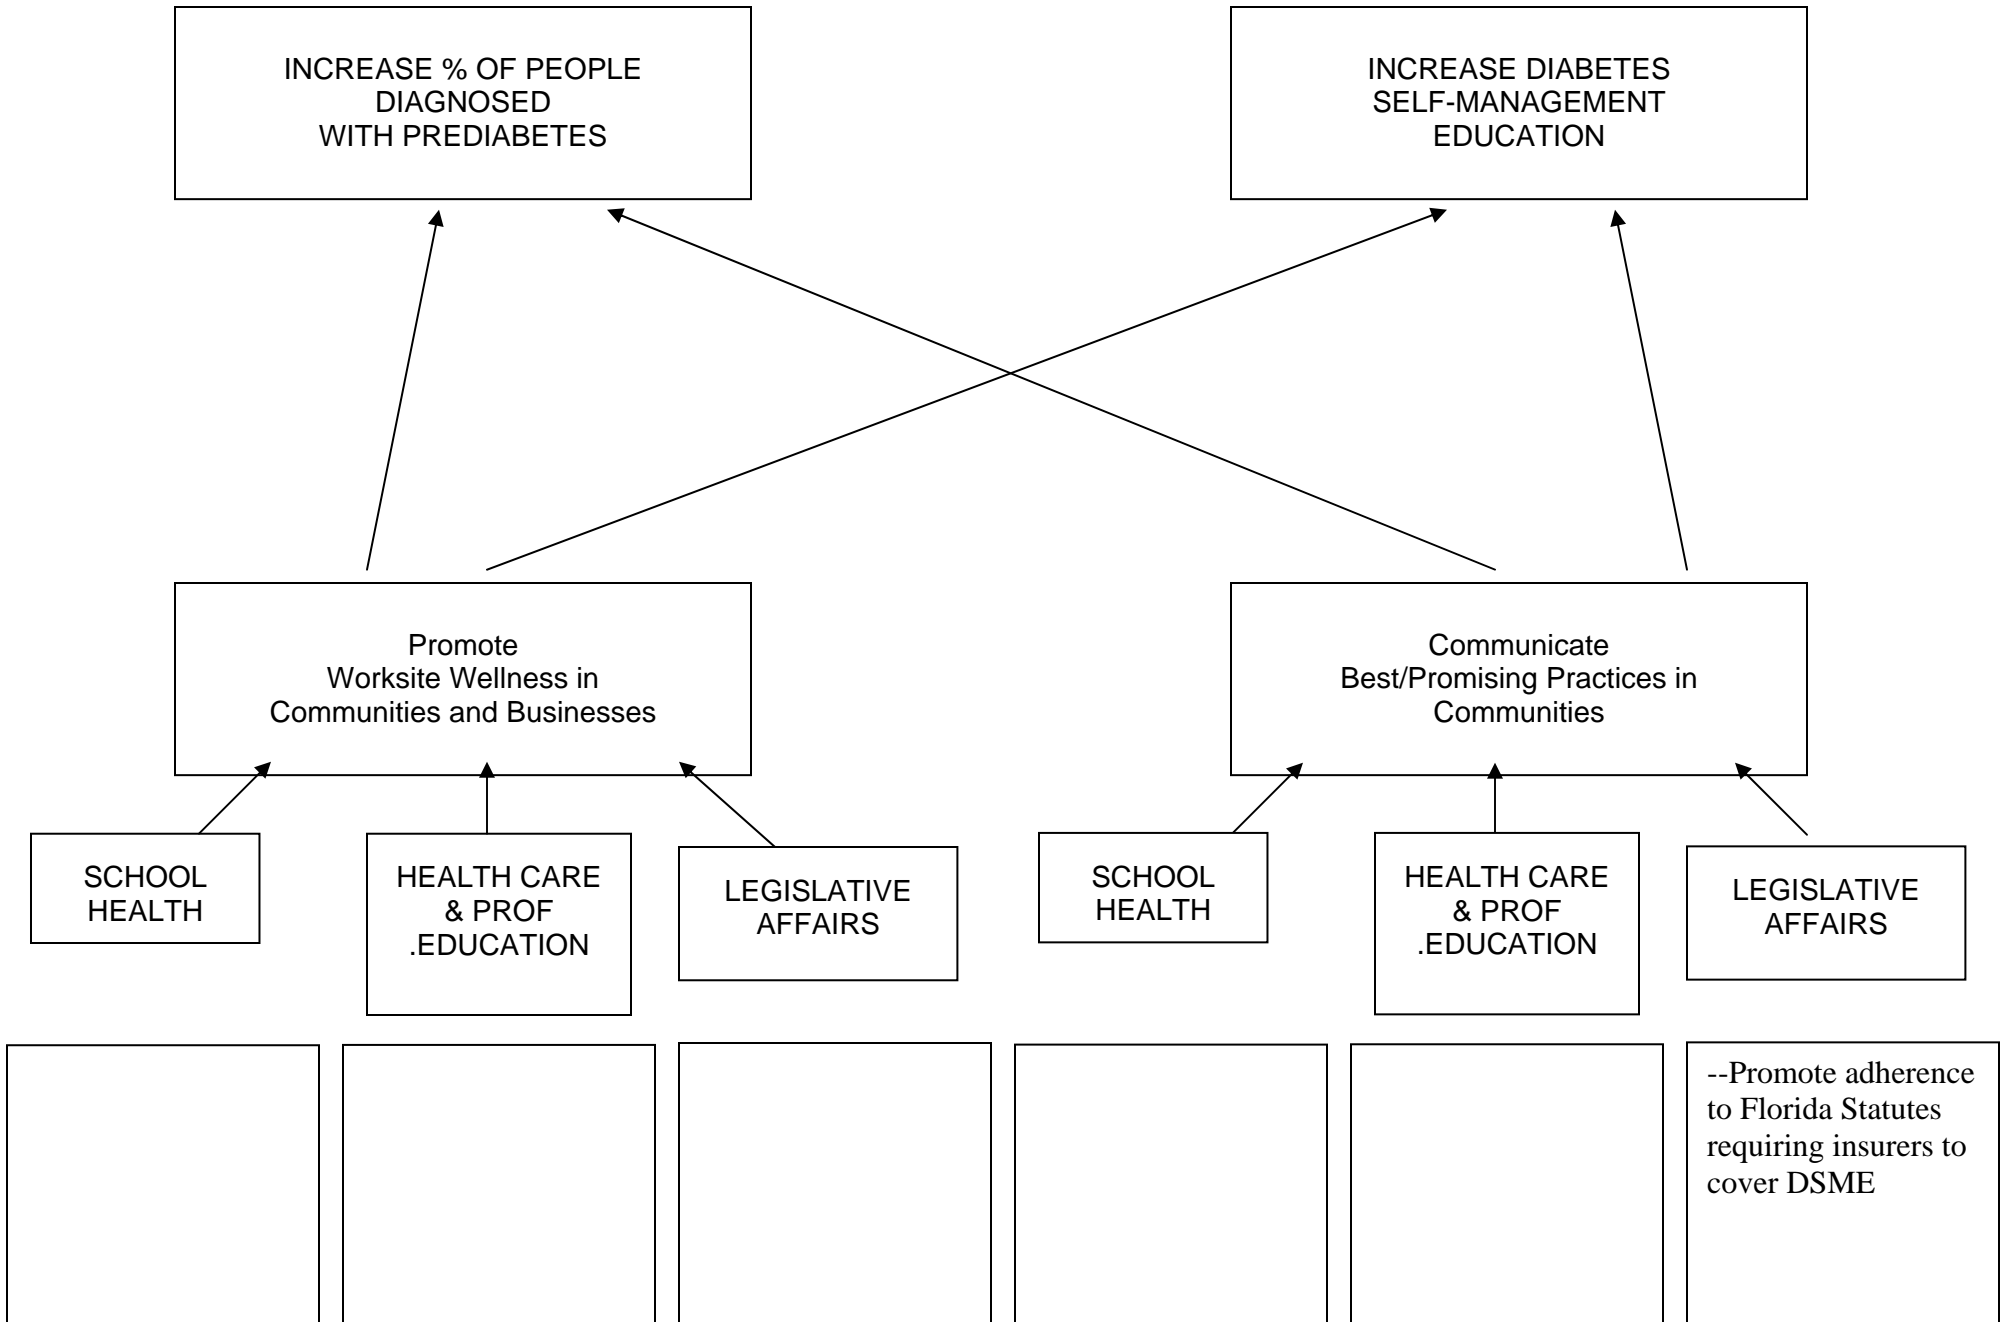 INCREASE % OF PEOPLE
DIAGNOSED
WITH PREDIABETES
INCREASE DIABETES
SELF-MANAGEMENT
EDUCATION
Promote
Worksite Wellness in
Communities and Businesses
Communicate
Best/Promising Practices in
Communities
SCHOOL
HEALTH
HEALTH CARE
& PROF
.EDUCATION
LEGISLATIVE
AFFAIRS
SCHOOL
HEALTH
HEALTH CARE
& PROF
.EDUCATION
LEGISLATIVE
AFFAIRS
--Promote adherence
to Florida Statutes
requiring insurers to
cover DSME